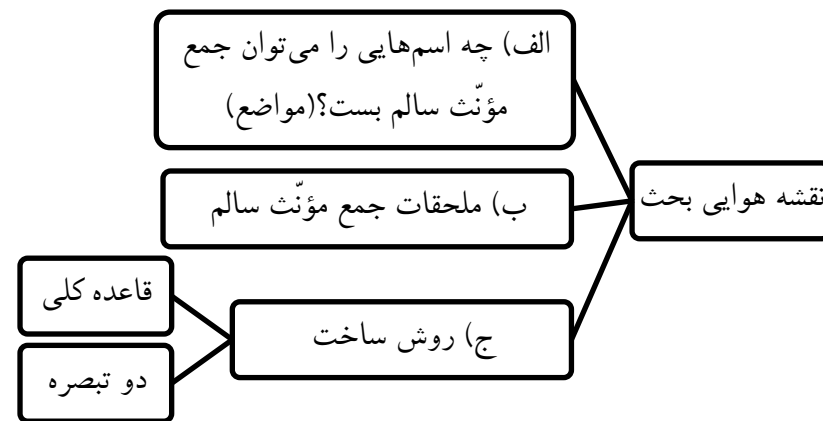 نقشه هوایی بحث
الف) چه اسم‌هایی را می‌توان جمع
مؤنّث سالم بست؟(مواضع)
ب) ملحقات جمع مؤنّث سالم
ج) روش ساخت
قاعده کلی
دو تبصره